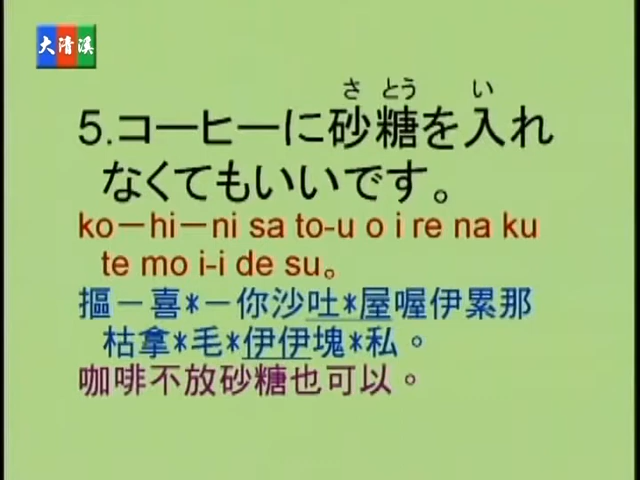 大清溪
さ とう い
5.コーヒーに砂糖を入れ
なくてもいいです。
ko－hi－ni sa to-u o i re na ku
te mo i-i de su。
摳－喜*－你沙吐*屋喔伊累那
枯拿*毛*伊伊塊*私。
咖啡不放砂糖也可以。